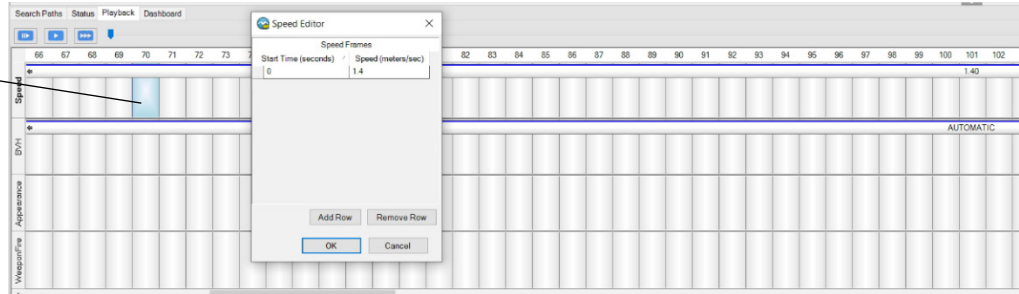 Search Paths Status Playback Dashboard
Speed Editor
66 67 68 69 70 71 72 73 82 83 84 85 86 87 88 89 90 91 92 93 94 95 96 97 98 99 100 101 102
Speed Frames
Start Time (seconds) Speed (meters/sec)
0 1.4
1.40
Speed
AUTOMATIC
BVH
Appearance
Add Row Remove Row
OK Cancel
WeaponFire